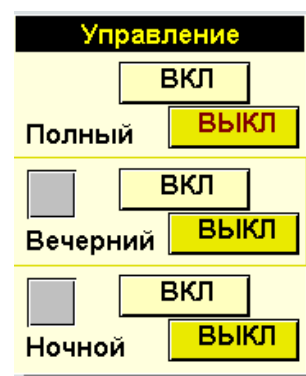 Управление
ВКЛ
Полный ВЫКЛ
ВКЛ
Вечерний ВЫКЛ
ВКЛ
Ночной ВЫКЛ